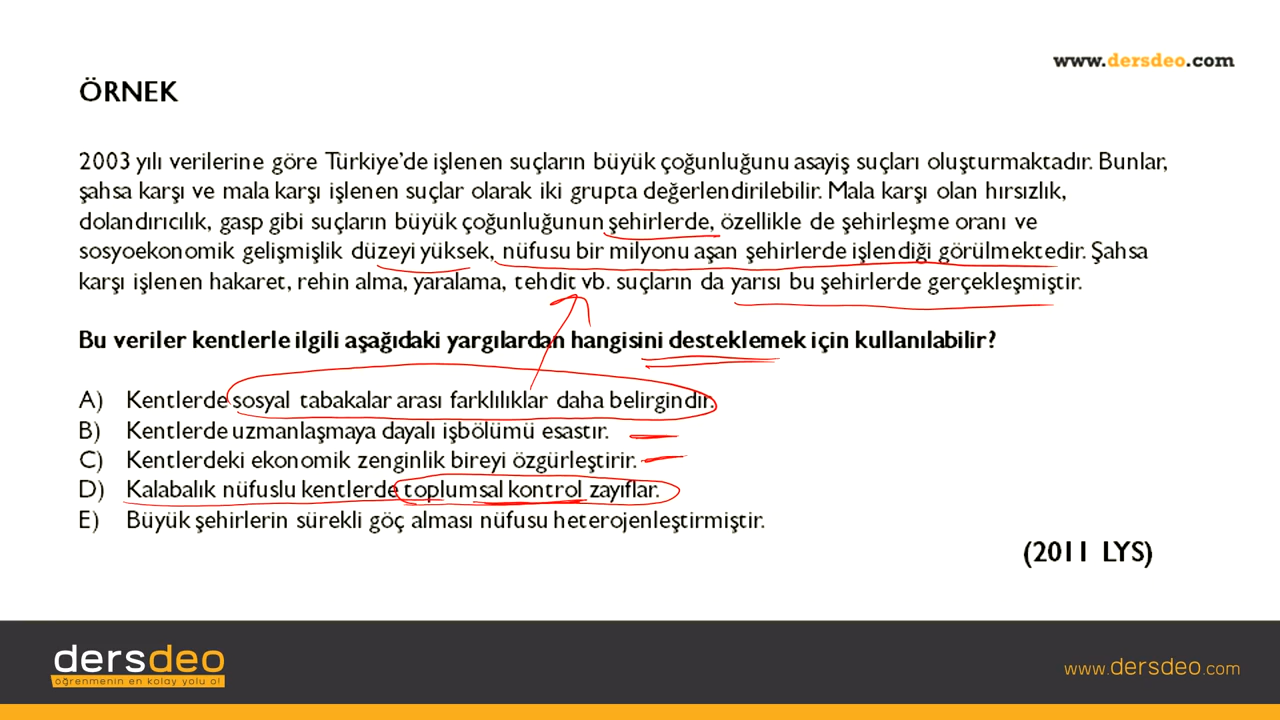 www.dersdeo.com
ÖRNEK
2003 yılı verilerine göre Türkiye'de işlenen suçların büyük çoğunluğunu asayiş suçları oluşturmaktadır. Bunlar,
şahsa karşı ve mala karşı işlenen suçlar olarak iki grupta değerlendirilebilir. Mala karşı olan hırsızlık,
dolandırıcılık, gasp gibi suçların büyük çoğunluğunun şehirlerde, özellikle de şehirleşme oranı ve
sosyoekonomik gelişmişlik düzeyi yüksek, nüfusu bir milyonu aşan şehirlerde işlendiği görülmektedir. Şahsa
karşı işlenen hakaret, rehin alma, yaralama, tehdit vb. suçların da yarısı bu şehirlerde gerçekleşmiştir.
Bu veriler kentlerle ilgili aşağıdaki yargılardan hangisini desteklemek için kullanılabilir?
A) Kentlerde sosyal tabakalar arası farklılıklar daha belirgindir.
B) Kentlerde uzmanlaşmaya dayalı işbölümü esastır.
C) Kentlerdeki ekonomik zenginlik bireyi özgürleştirir.
D) Kalabalık nüfuslu kentlerde toplumsal kontrol zayıflar.
E) Büyük şehirlerin sürekli göç alması nüfusu heterojenleştirmiştir.
(2011 LYS)
dersdeo
öğrenmenin en kolay yolu o!
www.dersdeo.com